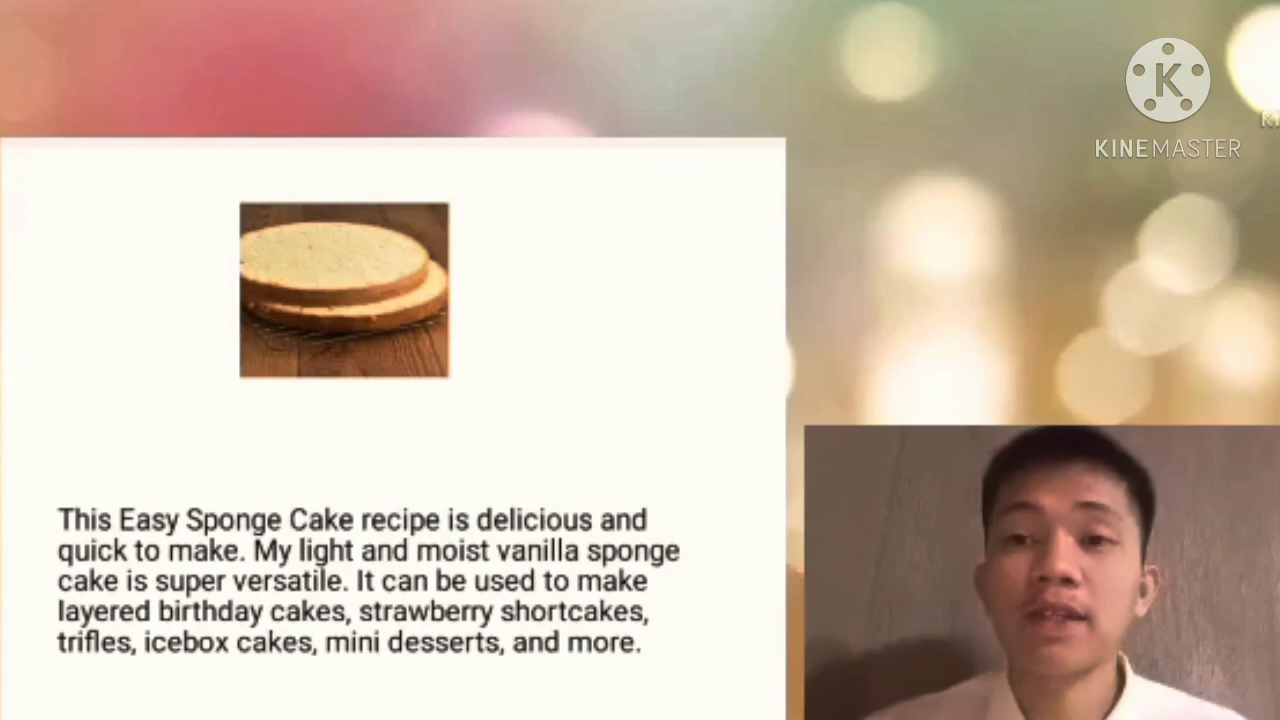 K
KINEMASTER
This Easy Sponge Cake recipe is delicious and
quick to make. My light and moist vanilla sponge
cake is super versatile. It can be used to make
layered birthday cakes, strawberry shortcakes,
trifles, icebox cakes, mini desserts, and more.